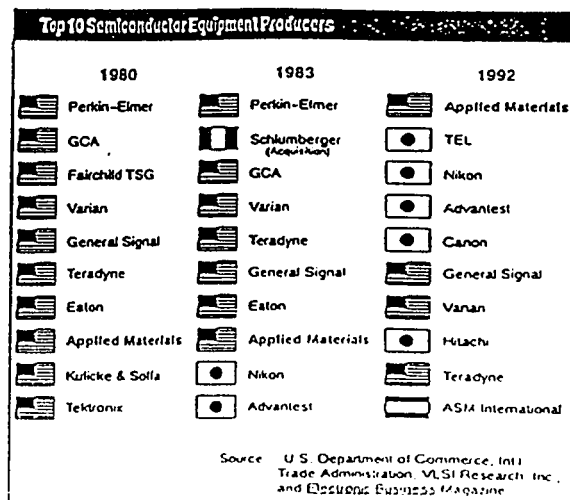 Top 10 Semiconductor Equipment Producers
1980 1983 1992
Perkin-Elmer Perkin-Elmer Applied Materials
GCA Schlumberger (Acquisition) TEL
Fairchild TSG GCA Nikon
Varian Varian Advantest
General Signal Teradyne Canon
Teradyne General Signal General Signal
Eaton Eaton Varian
Applied Materials Applied Materials Hitachi
Kulicke & Soffa Nikon Teradyne
Tektronix Advantest ASM International
Source U.S. Department of Commerce, Int'l
Trade Administration, VLSI Research Inc.,
and Electronic Business Magazine